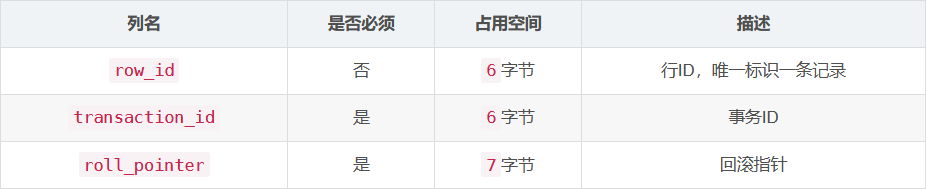 列名 是否必须 占用空间 描述
row_id 否 6 字节 行ID，唯一标识一条记录
transaction_id 是 6 字节 事务ID
roll_pointer 是 7 字节 回滚指针